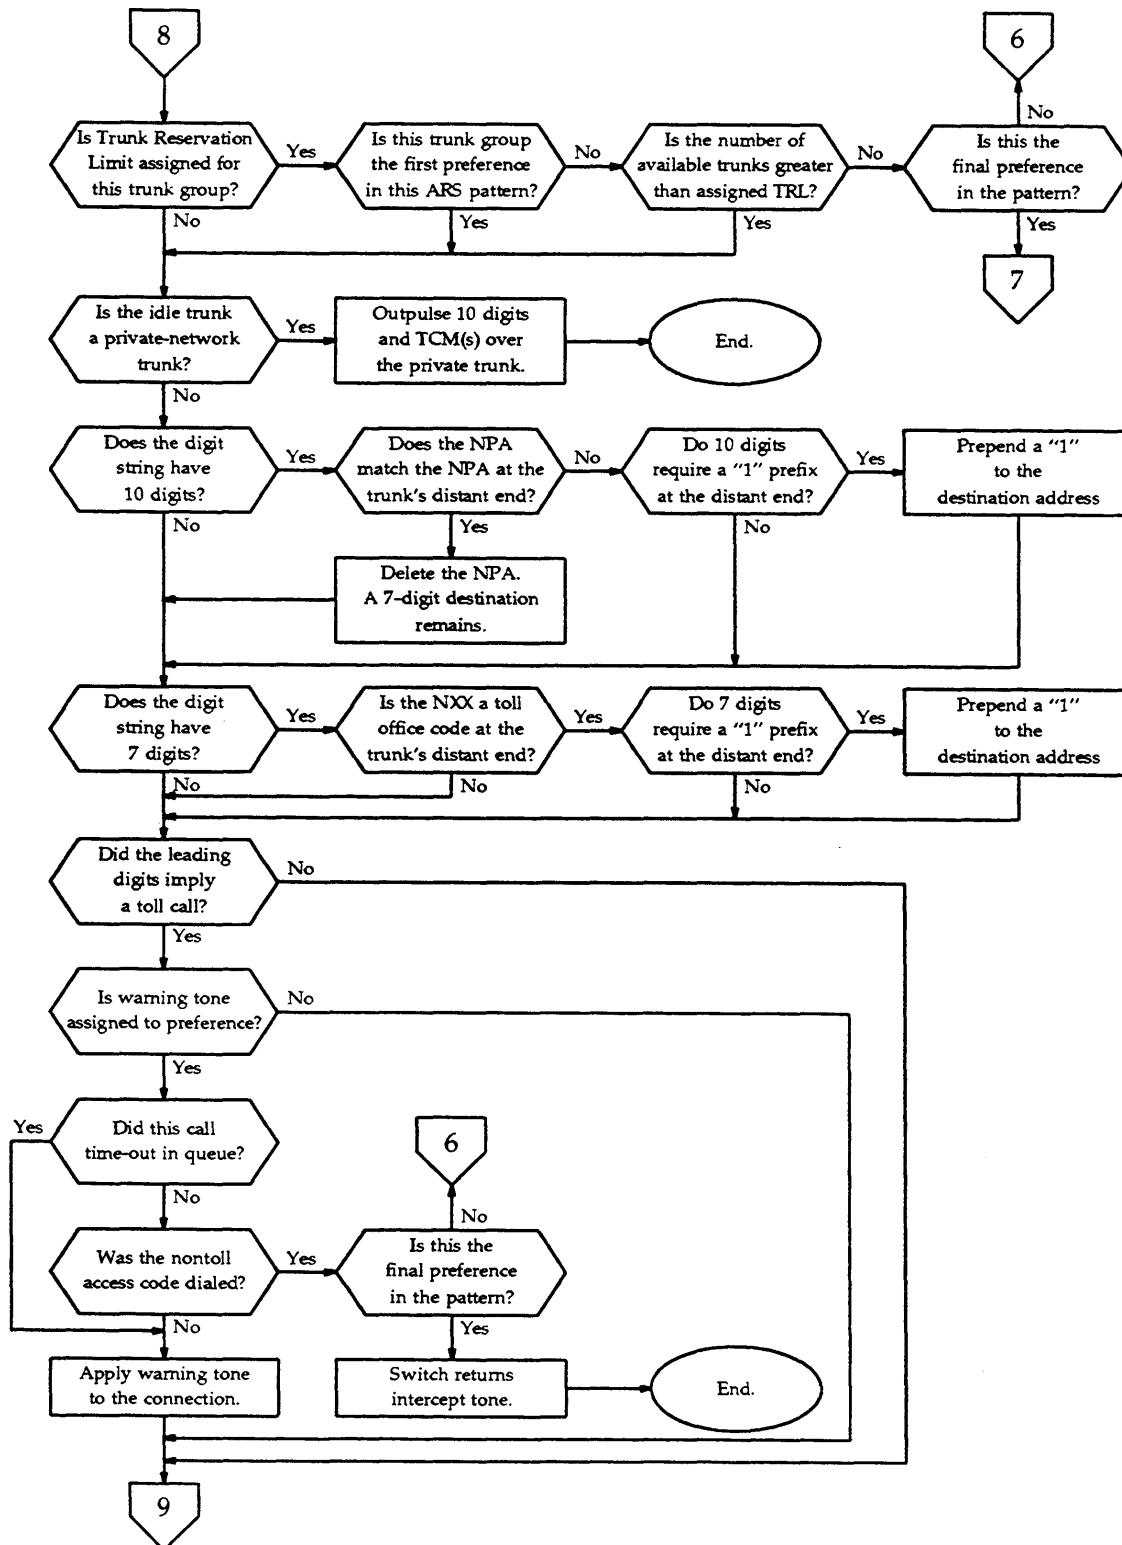 8
6
No
Is Trunk Reservation
Limit assigned for
this trunk group?
Yes
Is this trunk group
the first preference
in this ARS pattern?
No
Is the number of
available trunks greater
than assigned TRL?
No
Is this the
final preference
in the pattern?
No
Yes
Yes
Yes
7
Is the idle trunk
a private-network
trunk?
Yes
Outpulse 10 digits
and TCM(s) over
the private trunk.
End.
No
Does the digit
string have
10 digits?
Yes
Does the NPA
match the NPA at the
trunk's distant end?
No
Do 10 digits
require a "1" prefix
at the distant end?
Yes
Prepend a "1"
to the
destination address
No
Yes
No
Delete the NPA.
A 7-digit destination
remains.
Does the digit
string have
7 digits?
Yes
Is the NXX a toll
office code at the
trunk's distant end?
Yes
Do 7 digits
require a "1" prefix
at the distant end?
Yes
Prepend a "1"
to the
destination address
No
No
No
Did the leading
digits imply
a toll call?
No
Yes
Is warning tone
assigned to preference?
No
Yes
Yes
Did this call
time-out in queue?
6
No
No
Was the nontoll
access code dialed?
Yes
Is this the
final preference
in the pattern?
No
Yes
Apply warning tone
to the connection.
Switch returns
intercept tone.
End.
9